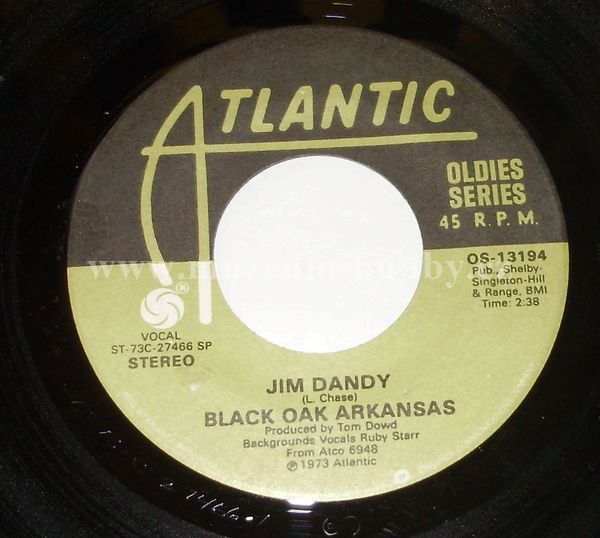 ATLANTIC
OLDIES
SERIES
45 R.P.M.
OS-13194
Pub., Shelby-
Singleton-Hill
& Range, BMI
Time: 2:38
®
VOCAL
ST-73C-27466 SP
STEREO
JIM DANDY
(L. Chase)
BLACK OAK ARKANSAS
Produced by Tom Dowd
Backgrounds Vocals Ruby Starr
From Atco 6948
℗ 1973 Atlantic